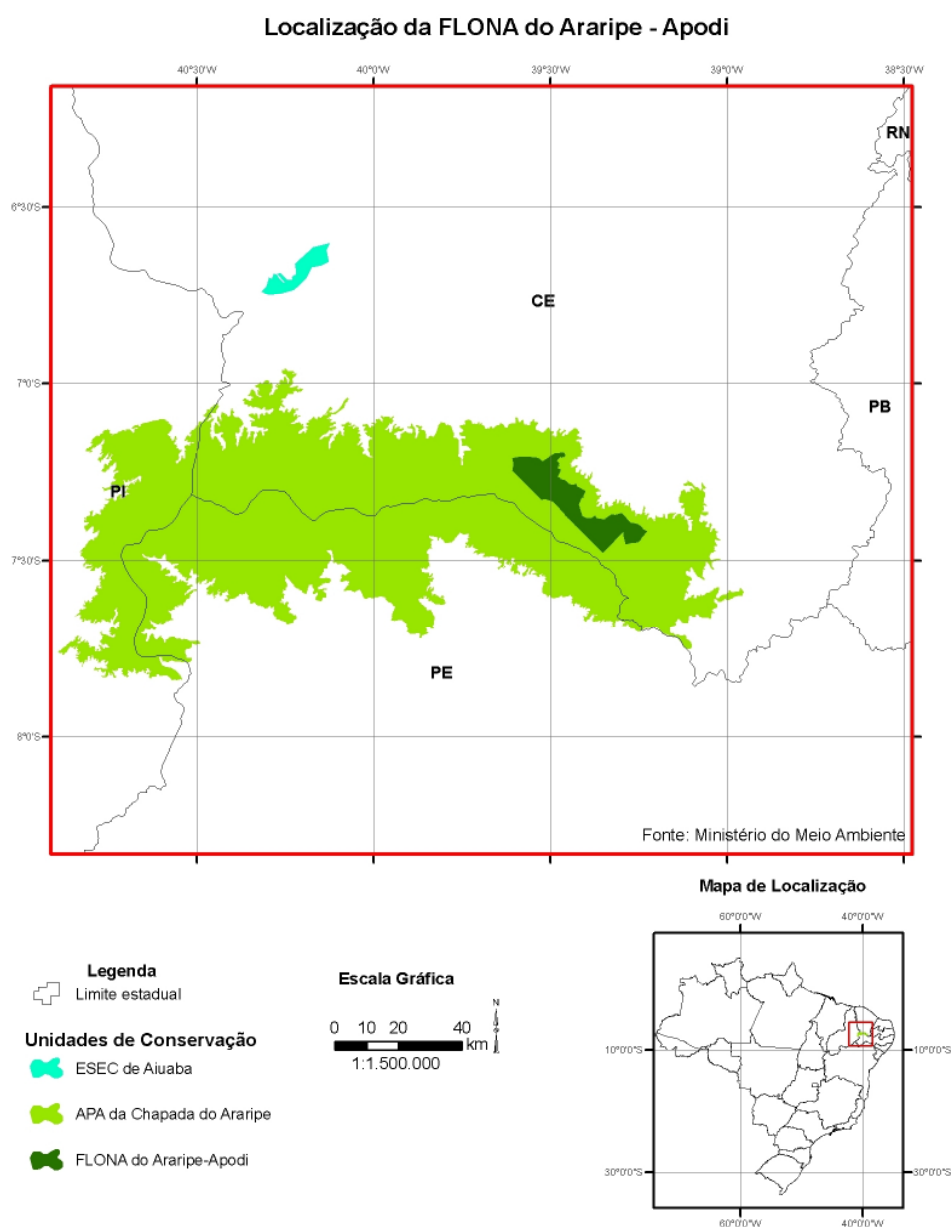 Localização da FLONA do Araripe - Apodi
40°30'W 40°0'W 39°30'W 39°0'W 38°30'W
RN
6°30'S
CE
7°0'S
PB
PI
7°30'S
PE
8°0'S
Fonte: Ministério do Meio Ambiente
Mapa de Localização
60°0'0"W 40°0'0"W
Legenda
Limite estadual
Escala Gráfica
N
0 10 20 40
km
1:1.500.000
Unidades de Conservação
ESEC de Aiuaba
APA da Chapada do Araripe
FLONA do Araripe-Apodi
10°0'0"S 10°0'0"S
30°0'0"S 30°0'0"S
60°0'0"W 40°0'0"W